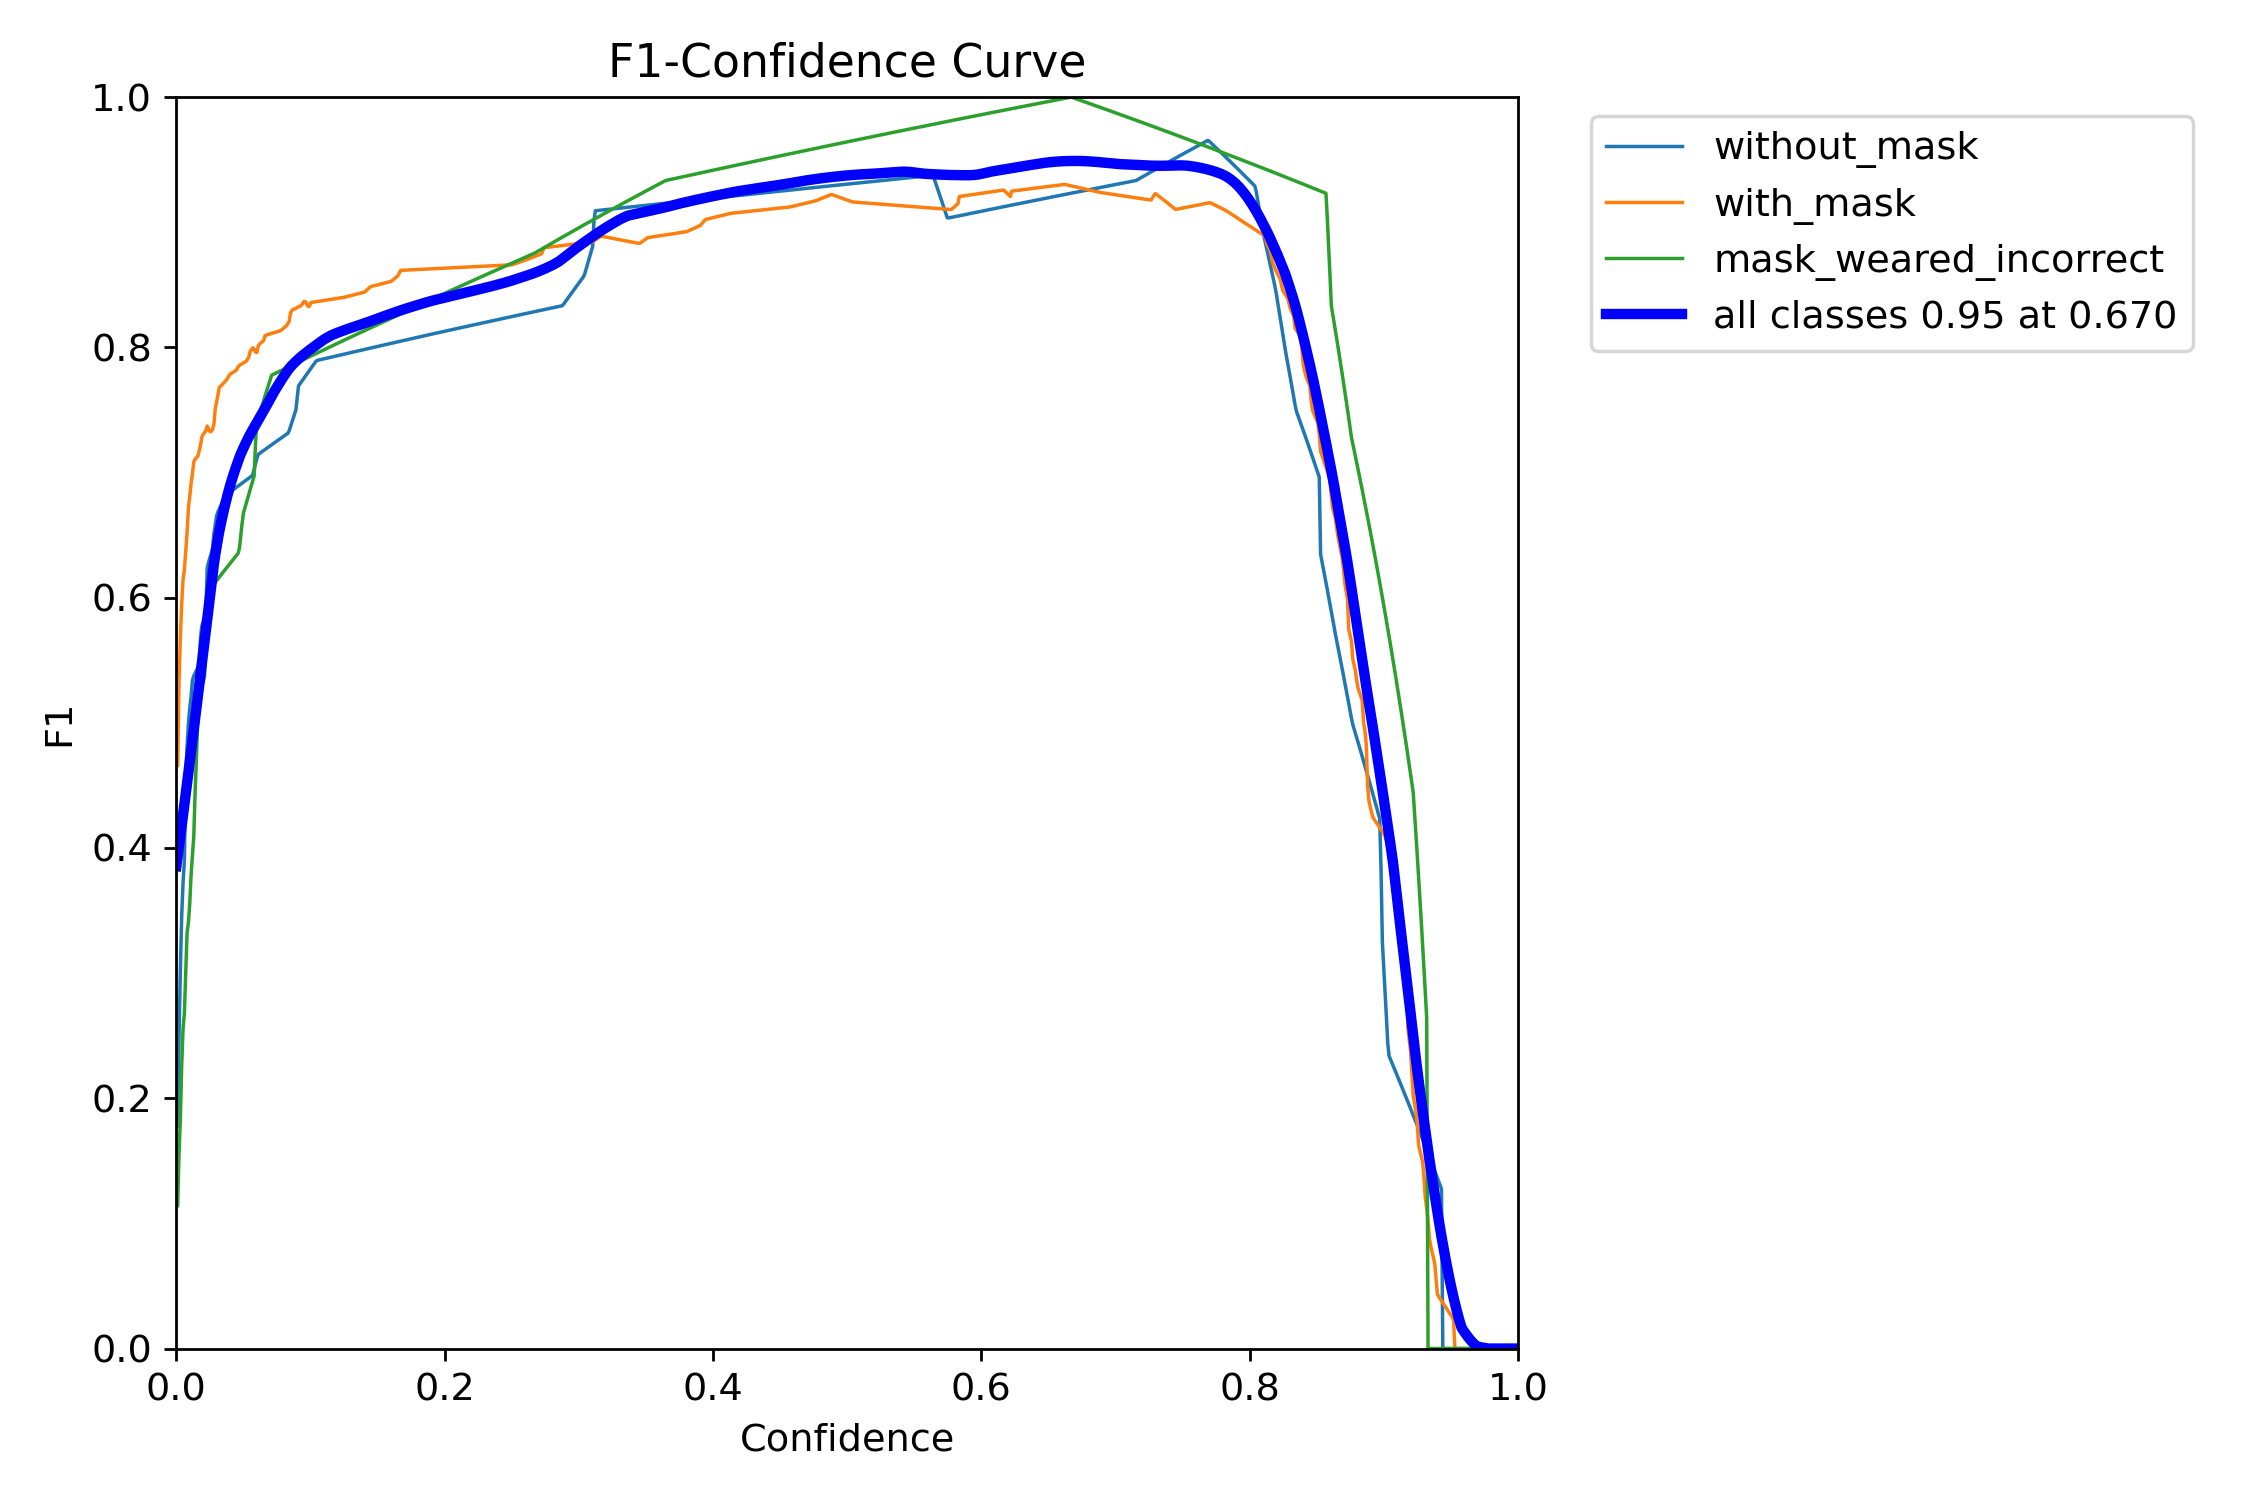 F1-Confidence Curve
1.0
0.8
0.6
0.4
0.2
0.0
F1
0.0 0.2 0.4 0.6 0.8 1.0
Confidence
without_mask
with_mask
mask_weared_incorrect
all classes 0.95 at 0.670